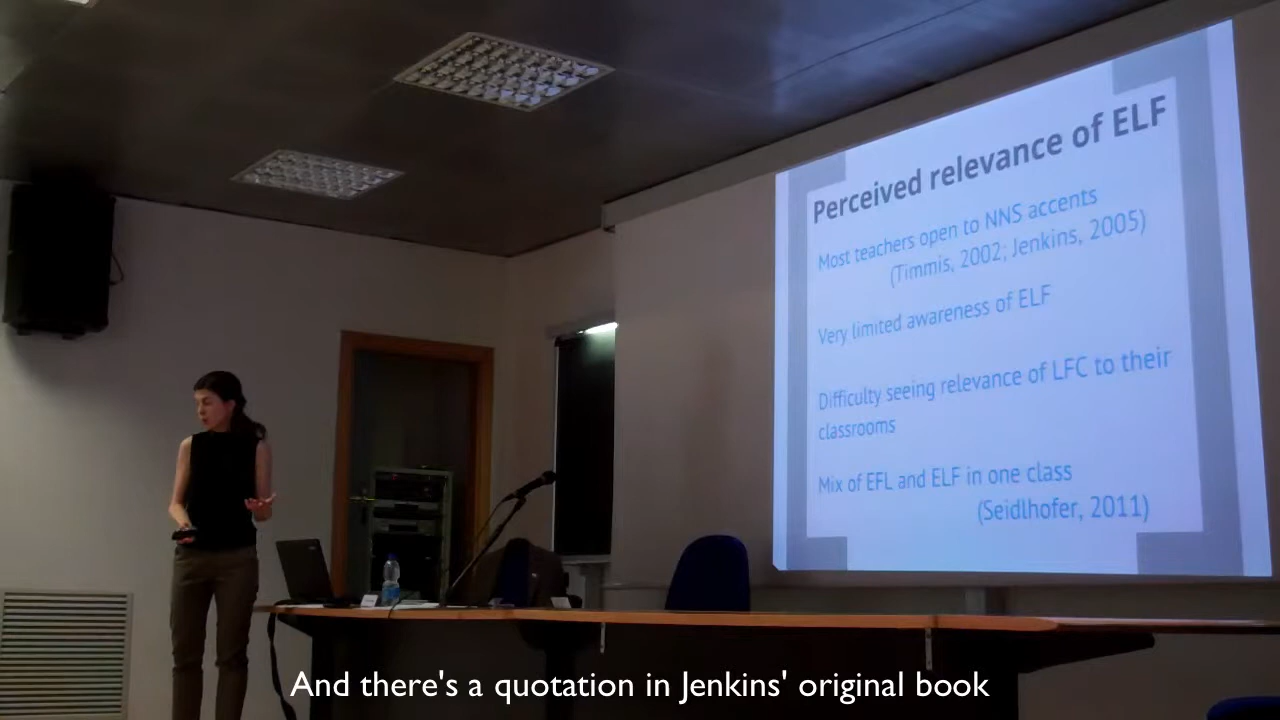 Perceived relevance of ELF
Most teachers open to NNS accents
(Timmis, 2002; Jenkins, 2005)
Very limited awareness of ELF
Difficulty seeing relevance of LFC to their
classrooms
Mix of EFL and ELF in one class
(Seidlhofer, 2011)
And there's a quotation in Jenkins' original book